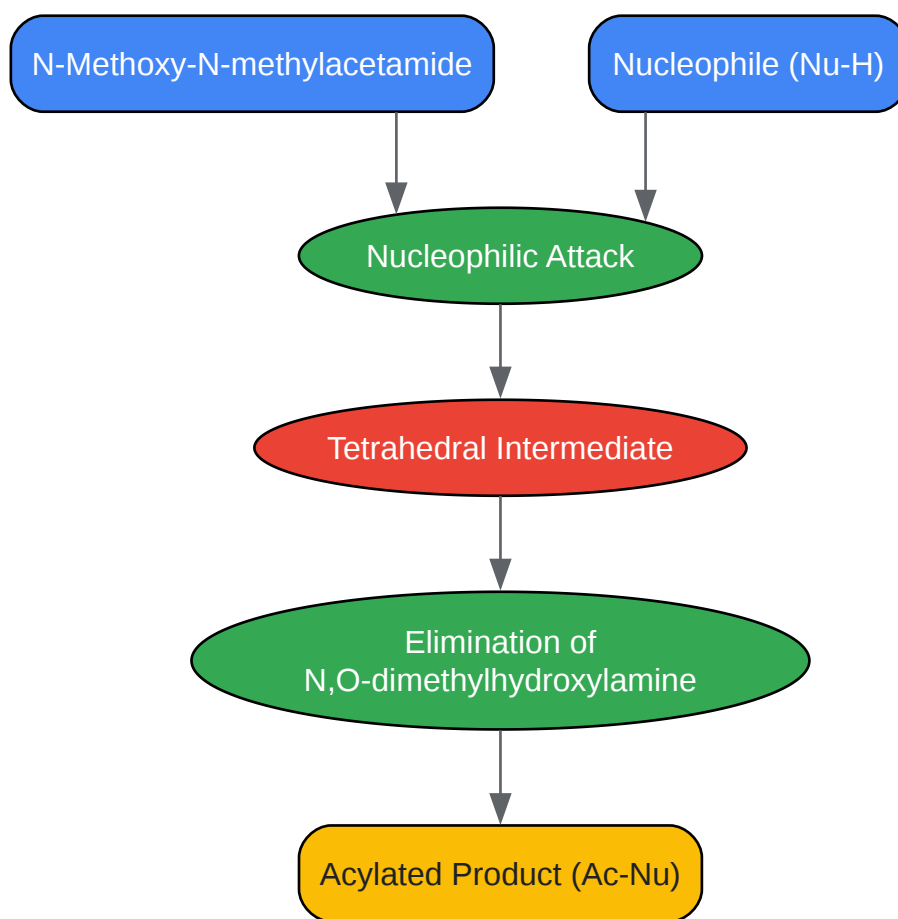 N-Methoxy-N-methylacetamide
Nucleophile (Nu-H)
Nucleophilic Attack
Tetrahedral Intermediate
Elimination of
N,O-dimethylhydroxylamine
Acylated Product (Ac-Nu)